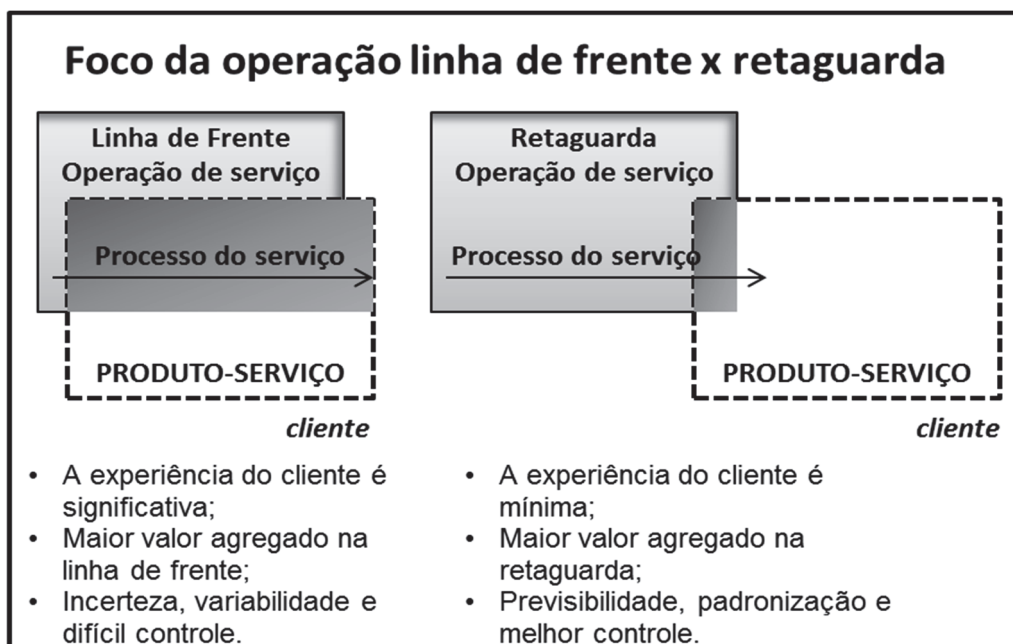 Foco da operação linha de frente x retaguarda
Linha de Frente
Operação de serviço
Processo do serviço
PRODUTO-SERVIÇO
cliente
• A experiência do cliente é
significativa;
• Maior valor agregado na
linha de frente;
• Incerteza, variabilidade e
difícil controle.
Retaguarda
Operação de serviço
Processo do serviço
PRODUTO-SERVIÇO
cliente
• A experiência do cliente é
mínima;
• Maior valor agregado na
retaguarda;
• Previsibilidade, padronização e
melhor controle.